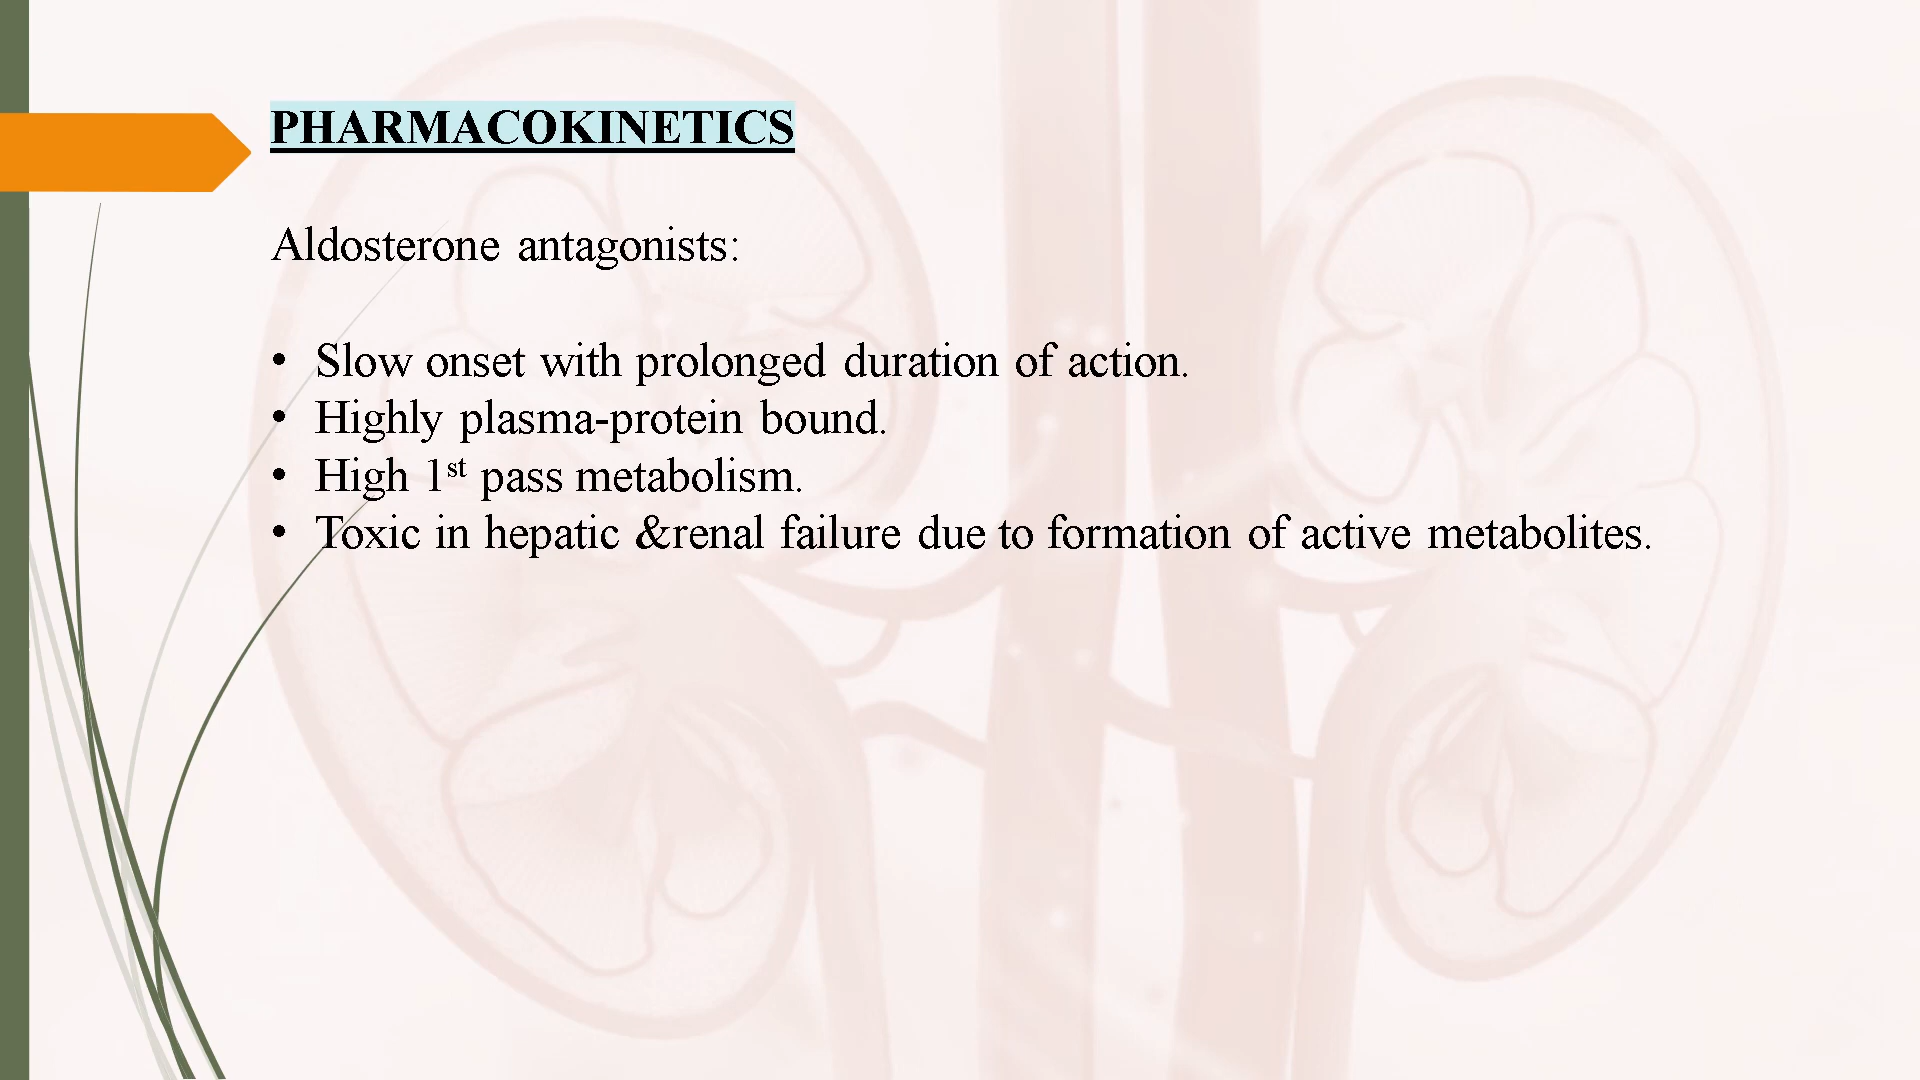 PHARMACOKINETICS
Aldosterone antagonists:
• Slow onset with prolonged duration of action.
• Highly plasma-protein bound.
• High 1st pass metabolism.
• Toxic in hepatic &renal failure due to formation of active metabolites.